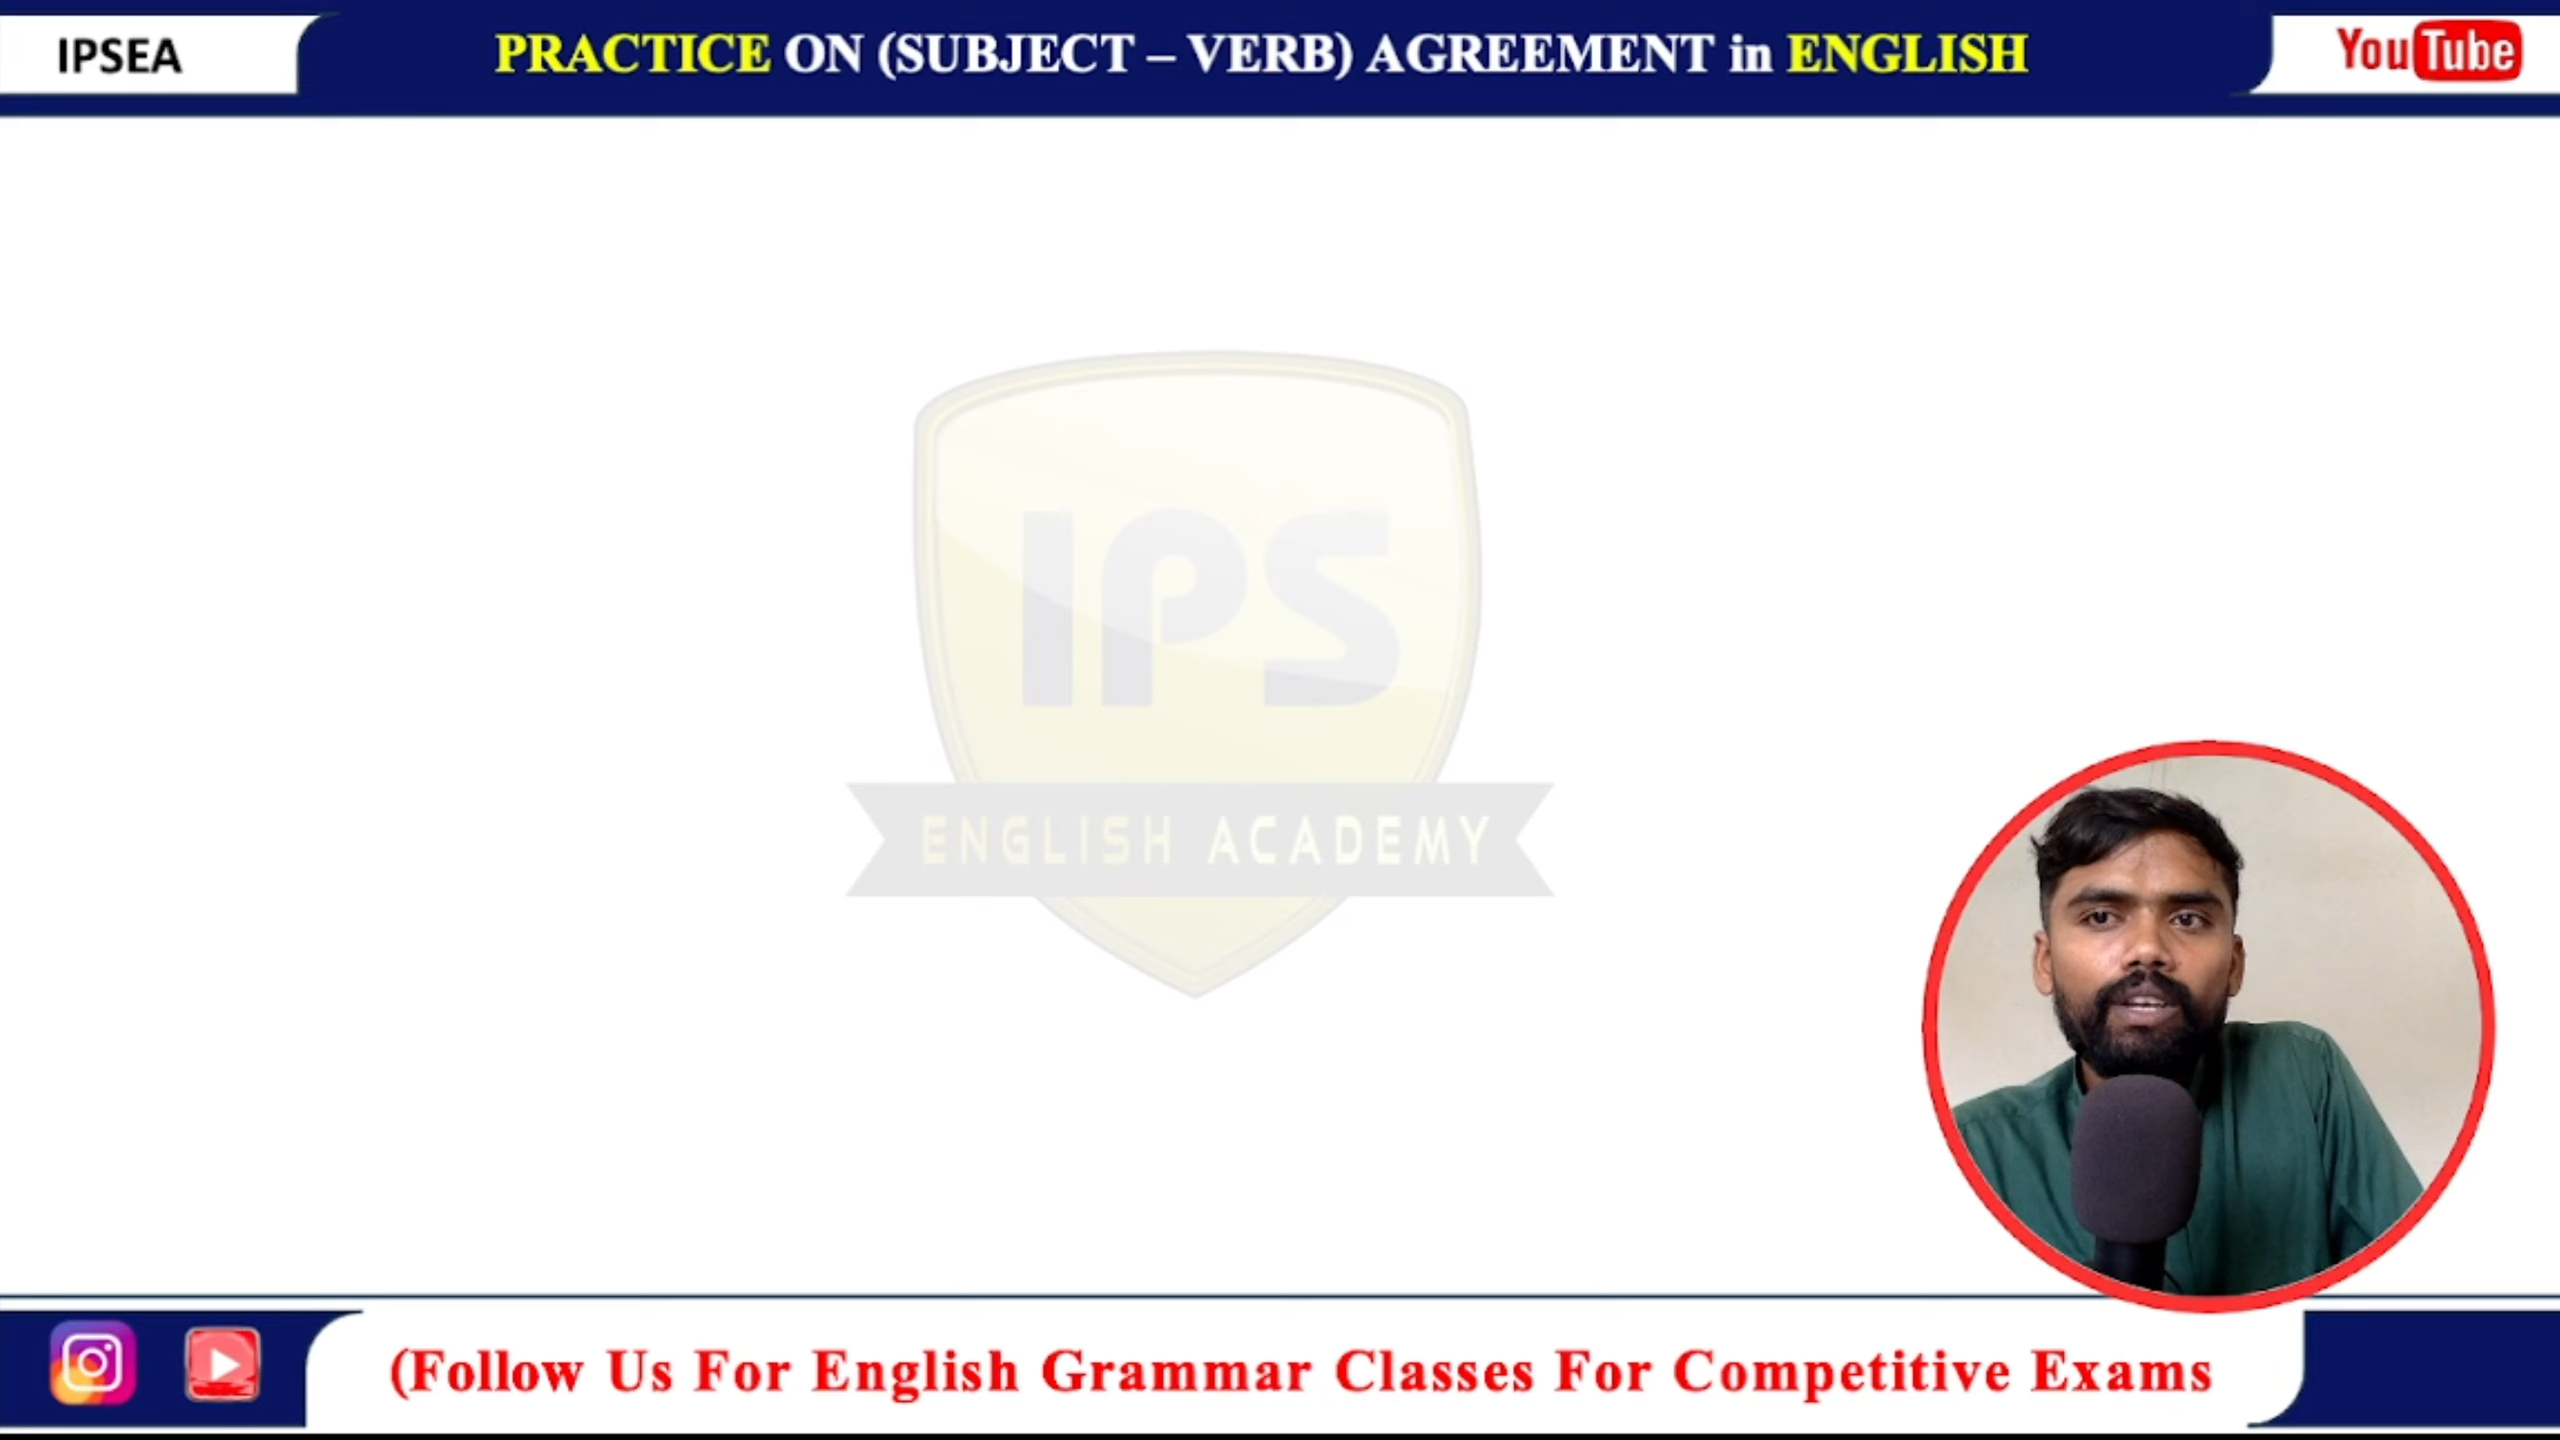 IPSEA
PRACTICE ON (SUBJECT – VERB) AGREEMENT in ENGLISH
YouTube
IPS
ENGLISH ACADEMY
(Follow Us For English Grammar Classes For Competitive Exams